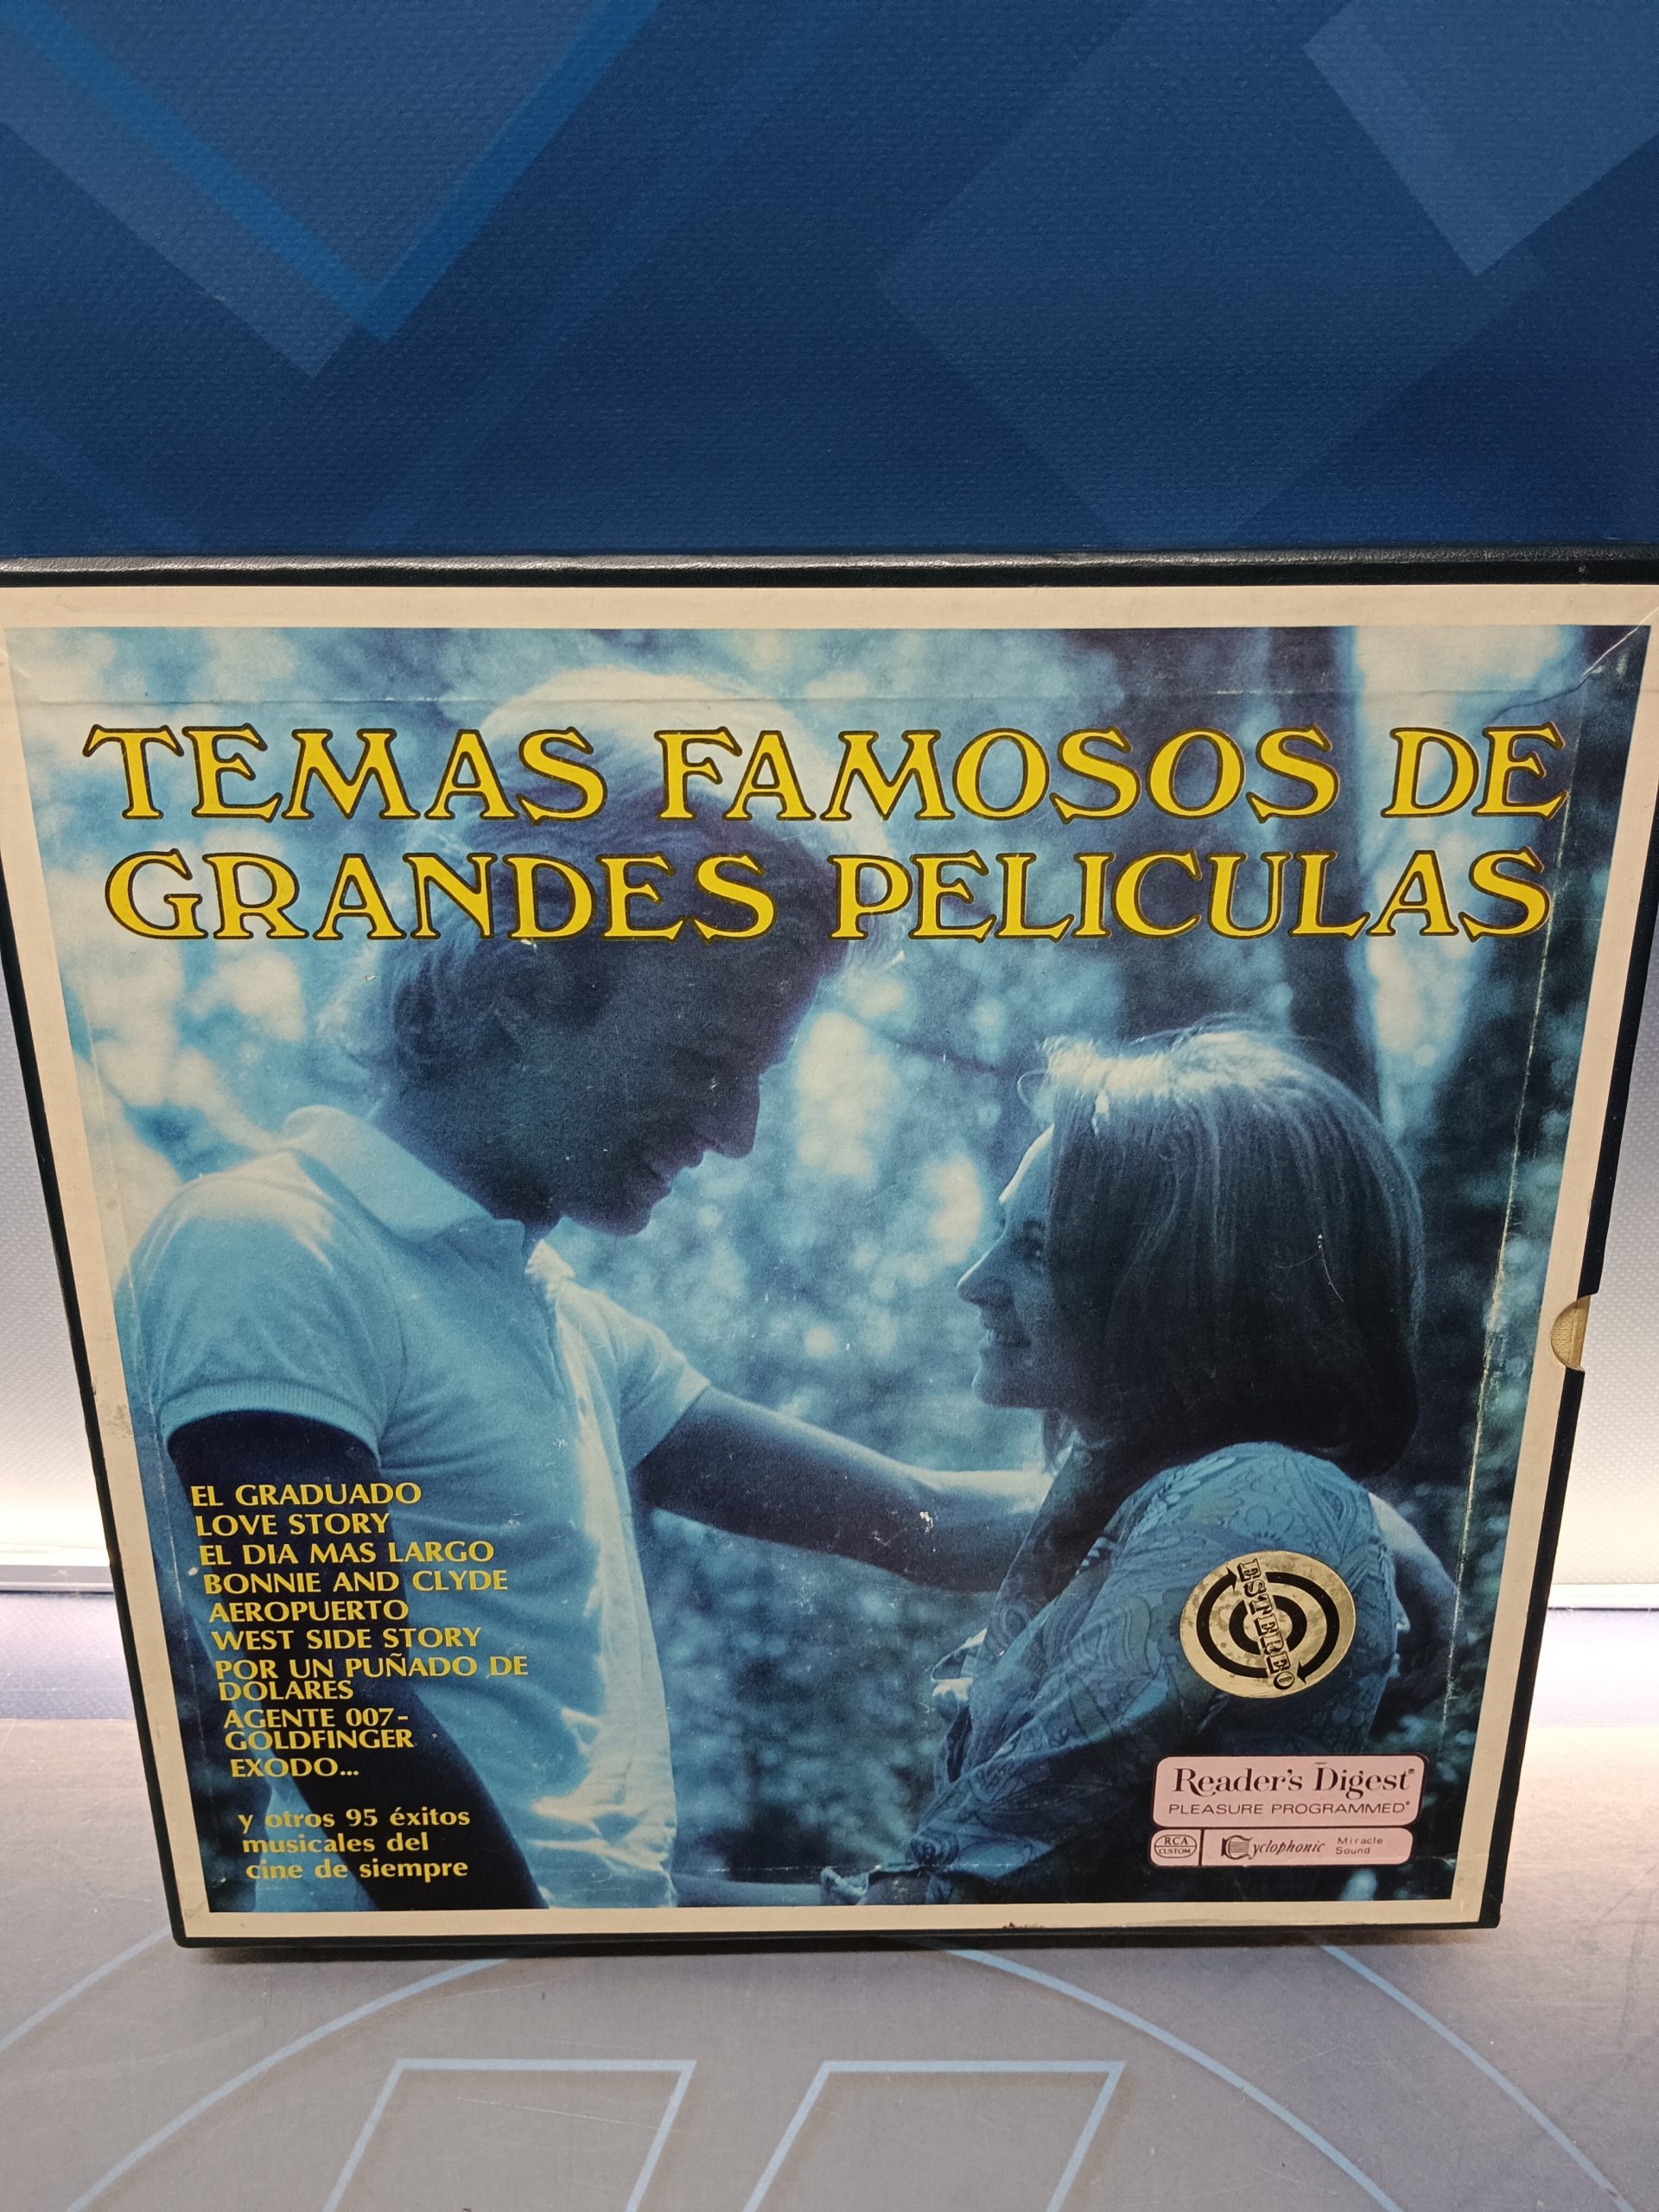 TEMAS FAMOSOS DE
GRANDES PELICULAS
EL GRADUADO
LOVE STORY
EL DIA MAS LARGO
BONNIE AND CLYDE
AEROPUERTO
WEST SIDE STORY
POR UN PUÑADO DE
DOLARES
AGENTE 007-
GOLDFINGER
EXODO...
y otros 95 éxitos
musicales del
cine de siempre
ESTEREO
Reader's Digest®
PLEASURE PROGRAMMED®
RCA
CUSTOM
Cyclophonic
Miracle
Sound